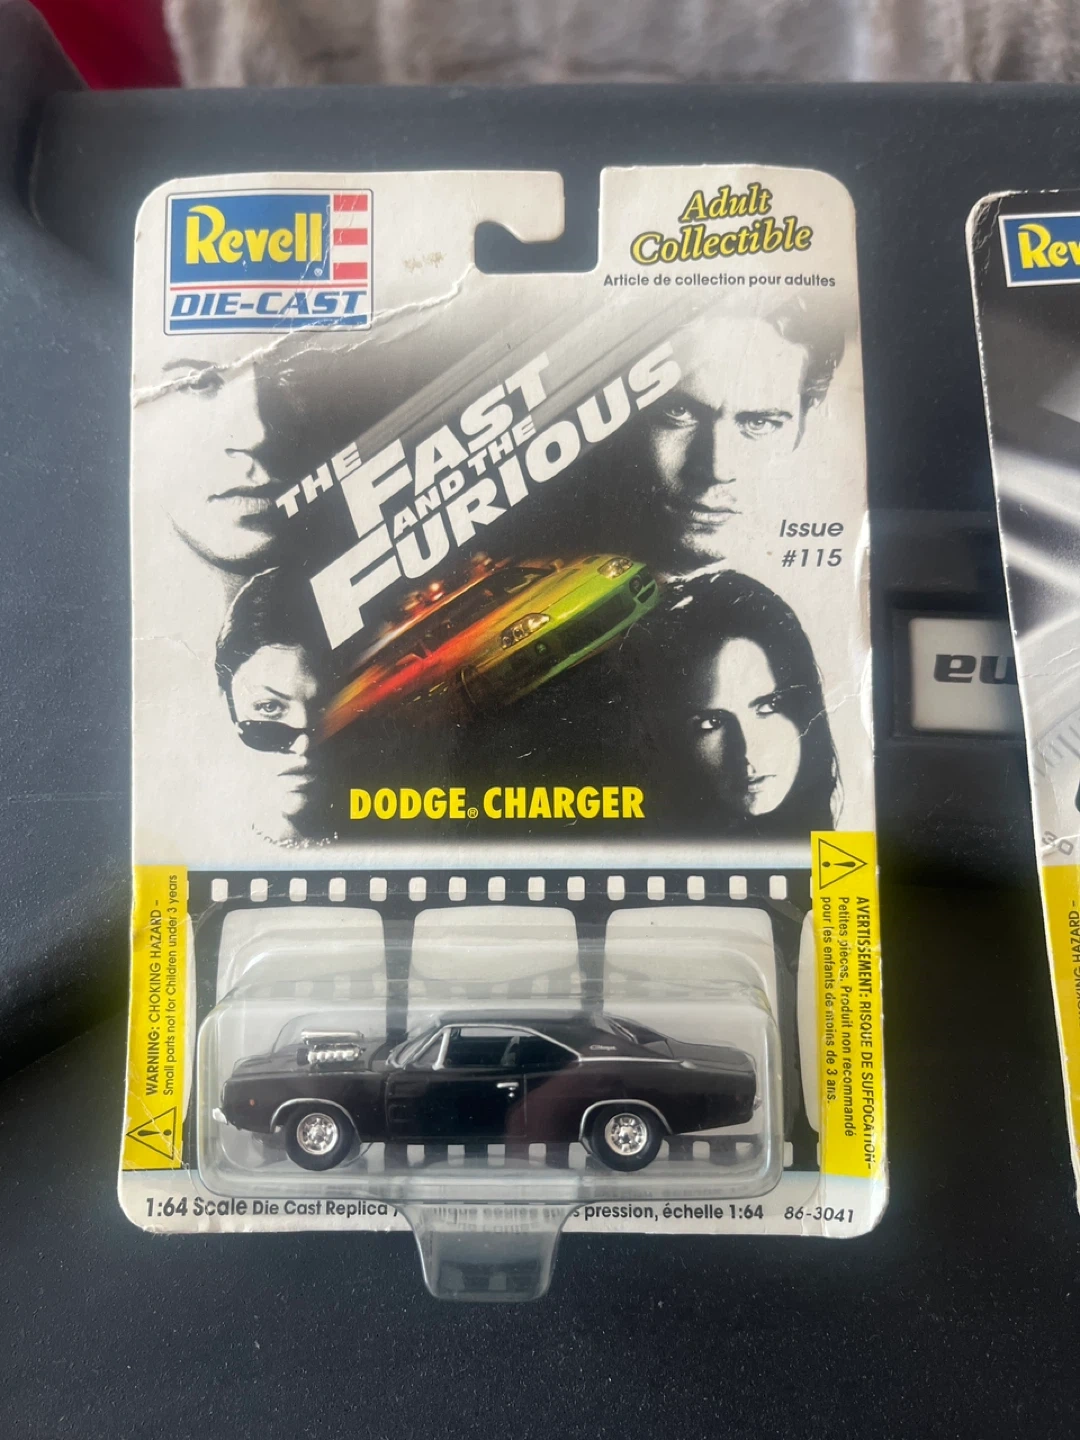 Revell®
DIE-CAST
Adult
Collectible
Article de collection pour adultes
THE
FAST
AND THE
FURIOUS
Issue
#115
DODGE® CHARGER
WARNING: CHOKING HAZARD -
Small parts not for Children under 3 years
AVERTISSEMENT: RISQUE DE SUFFOCATION-
Petites pièces. Produit non recommandé
pour les enfants de moins de 3 ans.
1:64 Scale Die Cast Replica
pression, échelle 1:64
86-3041
Rev